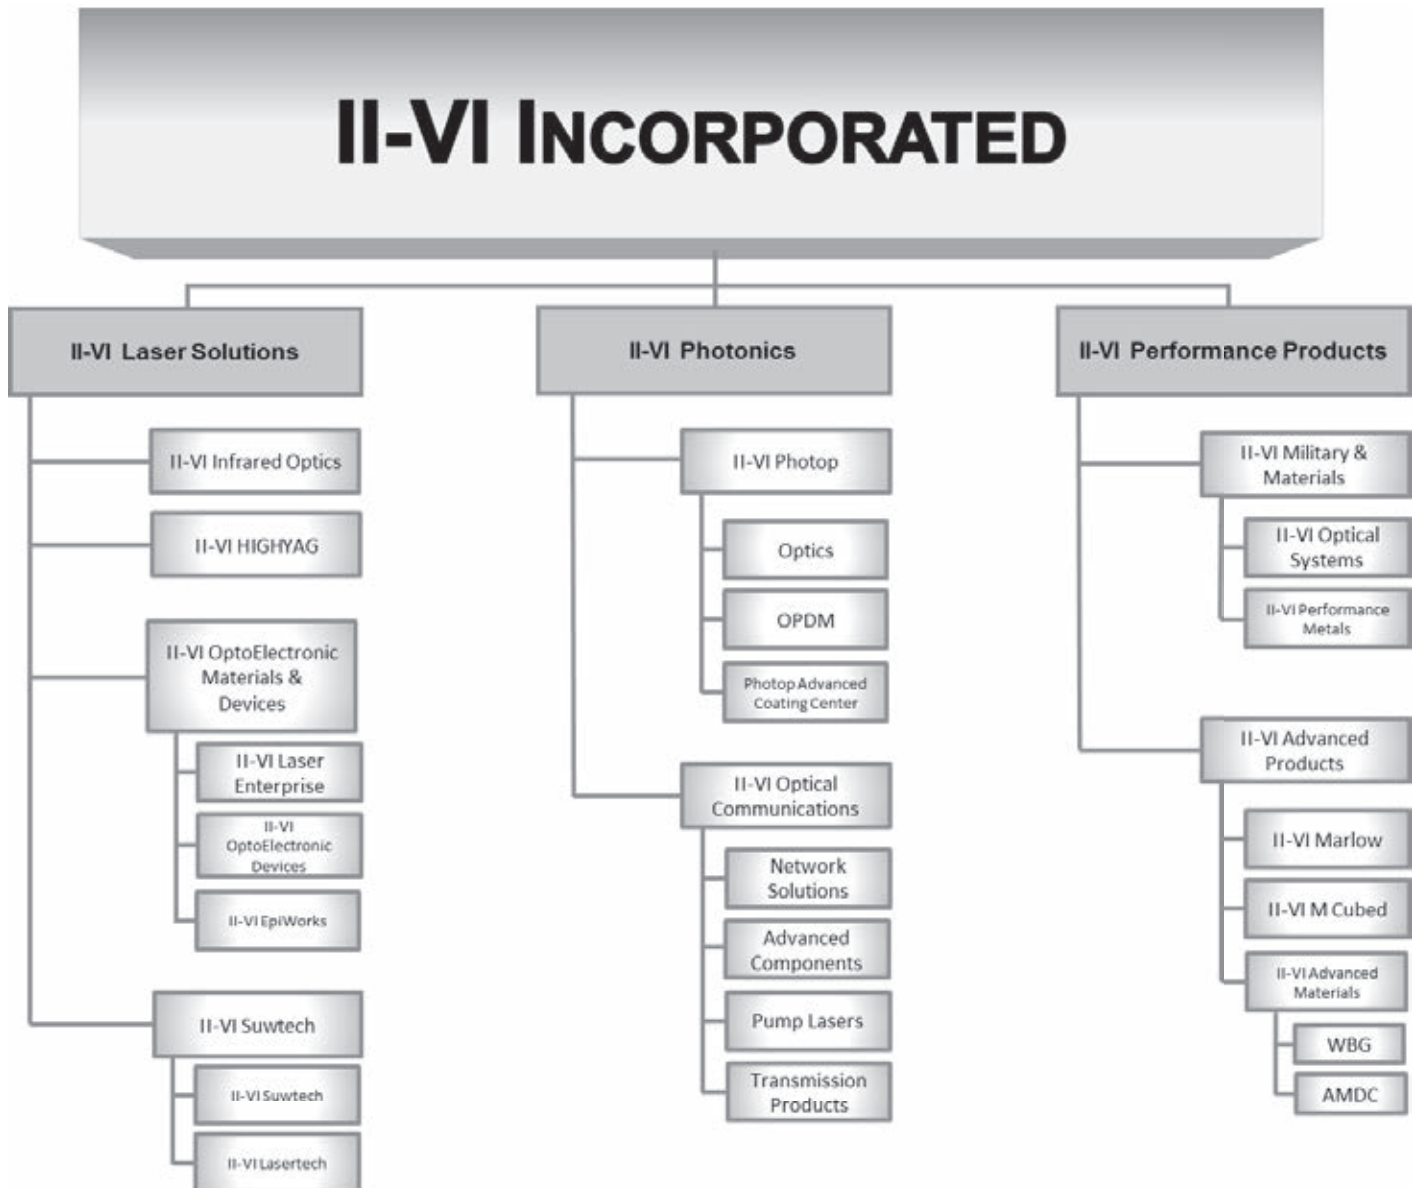 II-VI INCORPORATED
II-VI Laser Solutions
II-VI Infrared Optics
II-VI HIGHYAG
II-VI OptoElectronic
Materials &
Devices
II-VI Laser
Enterprise
II-VI
OptoElectronic
Devices
II-VI EpiWorks
II-VI Suwtech
II-VI Suwtech
II-VI Lasertech
II-VI Photonics
II-VI Photop
Optics
OPDM
Photop Advanced
Coating Center
II-VI Optical
Communications
Network
Solutions
Advanced
Components
Pump Lasers
Transmission
Products
II-VI Performance Products
II-VI Military &
Materials
II-VI Optical
Systems
II-VI Performance
Metals
II-VI Advanced
Products
II-VI Marlow
II-VI M Cubed
II-VI Advanced
Materials
WBG
AMDC